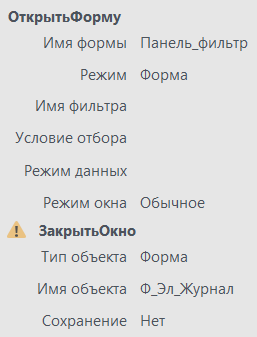 ОткрытьФорму
Имя формы Панель_фильтр
Режим Форма
Имя фильтра
Условие отбора
Режим данных
Режим окна Обычное
ЗакрытьОкно
Тип объекта Форма
Имя объекта Ф_Эл_Журнал
Сохранение Нет